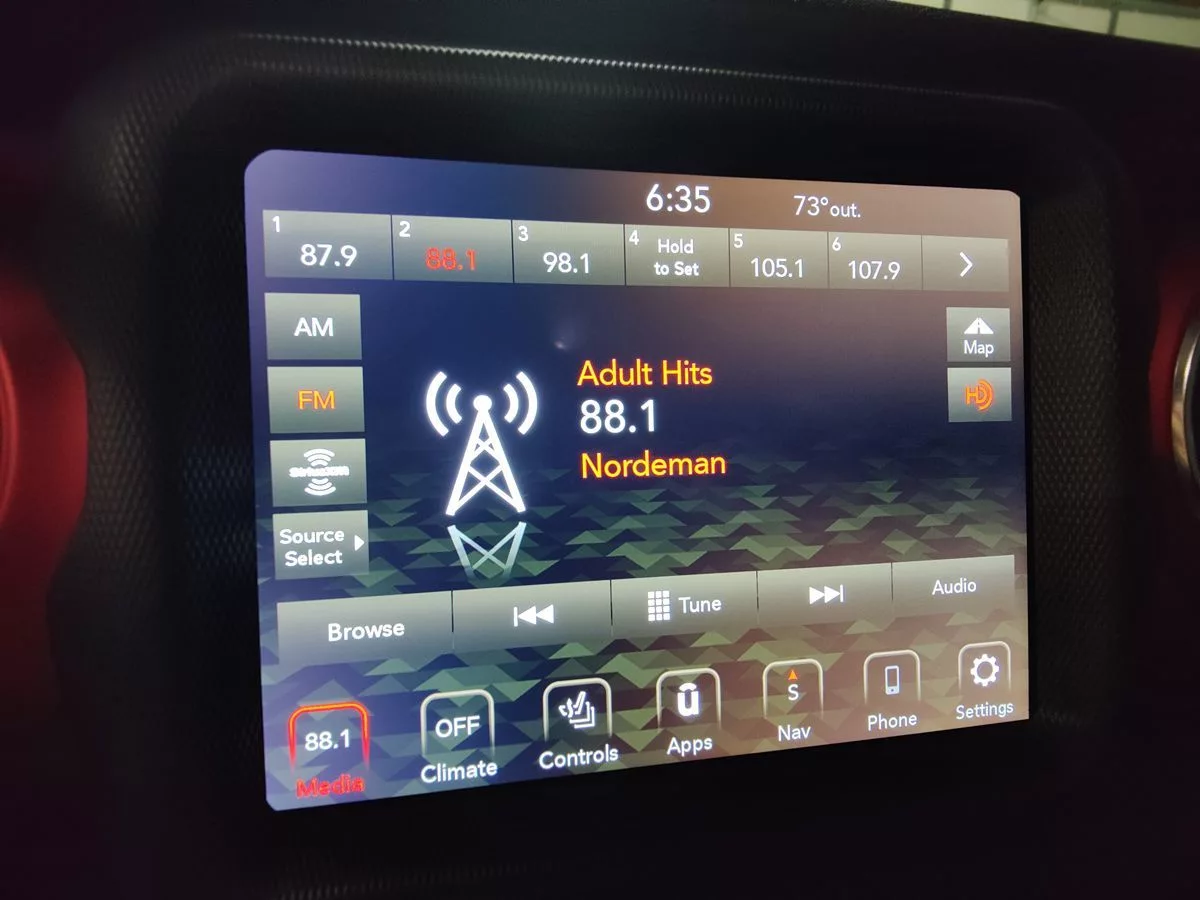 6:35
73°out.
1
87.9
2
88.1
3
98.1
4
Hold
to Set
5
105.1
6
107.9
AM
FM
SiriusXM
Source
Select
Adult Hits
88.1
Nordeman
Map
HD
Browse
Tune
Audio
88.1
Media
OFF
Climate
Controls
ū
Apps
S
Nav
Phone
Settings